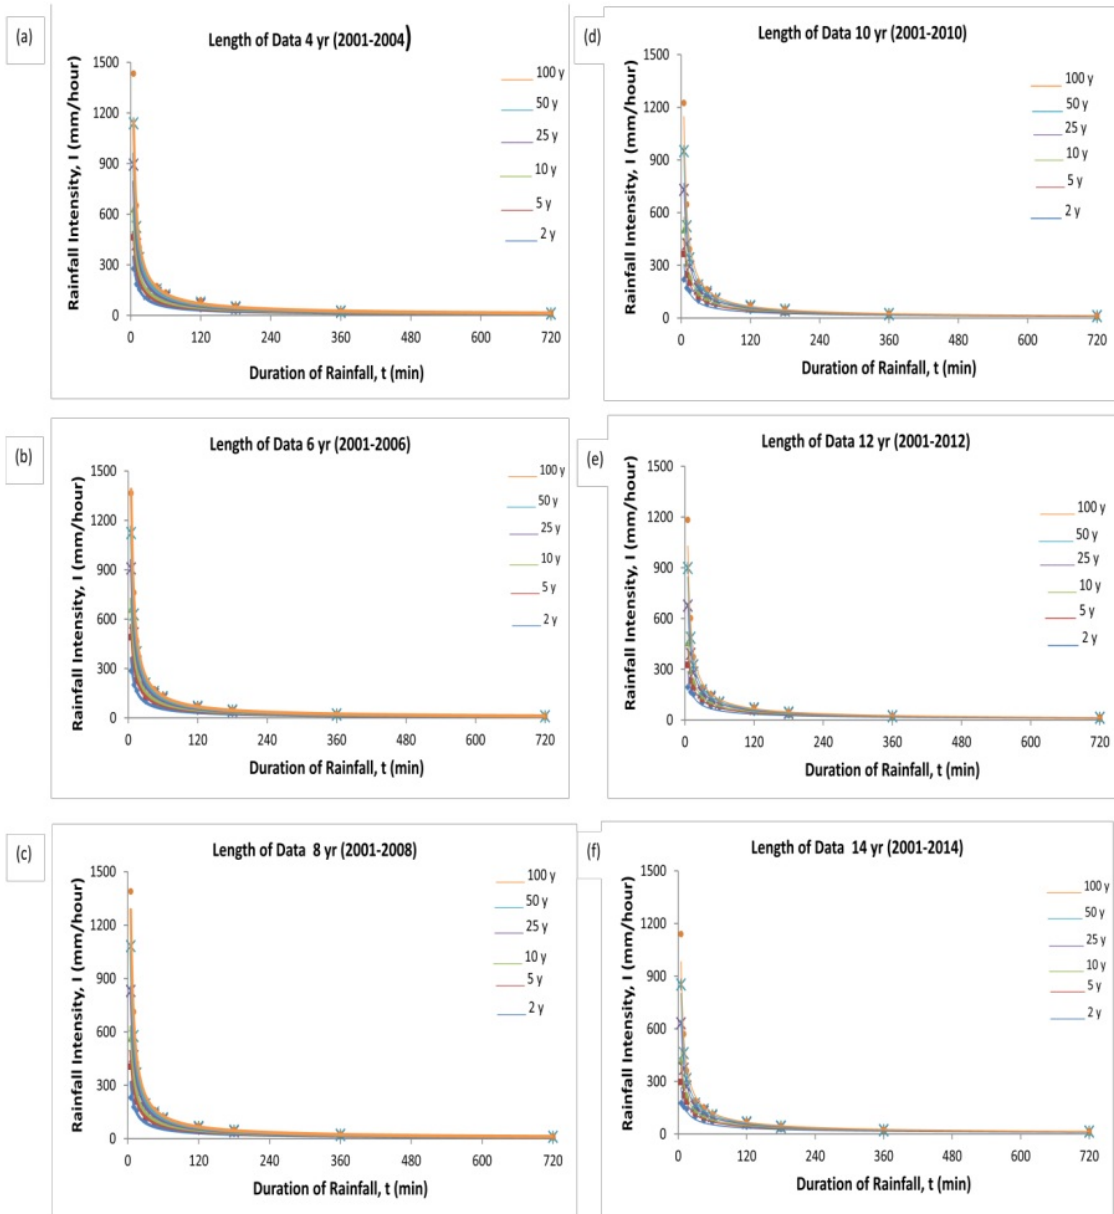 (a)
Length of Data 4 yr (2001-2004)
Rainfall Intensity, I (mm/hour)
1500
1200
900
600
300
0
0 120 240 360 480 600 720
Duration of Rainfall, t (min)
100 y
50 y
25 y
10 y
5 y
2 y
(b)
Length of Data 6 yr (2001-2006)
Rainfall Intensity, I (mm/hour)
1500
1200
900
600
300
0
0 120 240 360 480 600 720
Duration of Rainfall, t (min)
100 y
50 y
25 y
10 y
5 y
2 y
(c)
Length of Data 8 yr (2001-2008)
Rainfall Intensity, I (mm/hour)
1500
1200
900
600
300
0
0 120 240 360 480 600 720
Duration of Rainfall, t (min)
100 y
50 y
25 y
10 y
5 y
2 y
(d)
Length of Data 10 yr (2001-2010)
Rainfall Intensity, I (mm/hour)
1500
1200
900
600
300
0
0 120 240 360 480 600 720
Duration of Rainfall, t (min)
100 y
50 y
25 y
10 y
5 y
2 y
(e)
Length of Data 12 yr (2001-2012)
Rainfall Intensity, I (mm/hour)
1500
1200
900
600
300
0
0 120 240 360 480 600 720
Duration of Rainfall, t (min)
100 y
50 y
25 y
10 y
5 y
2 y
(f)
Length of Data 14 yr (2001-2014)
Rainfall Intensity, I (mm/hour)
1500
1200
900
600
300
0
0 120 240 360 480 600 720
Duration of Rainfall, t (min)
100 y
50 y
25 y
10 y
5 y
2 y